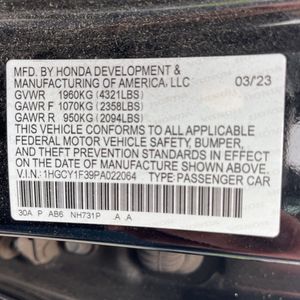 MFD. BY HONDA DEVELOPMENT & 03/23
MANUFACTURING OF AMERICA, LLC
GVWR 1960KG (4321LBS)
GAWR F 1070KG (2358LBS)
GAWR R 950KG (2094LBS)
THIS VEHICLE CONFORMS TO ALL APPLICABLE
FEDERAL MOTOR VEHICLE SAFETY, BUMPER,
AND THEFT PREVENTION STANDARDS IN EFFECT
ON THE DATE OF MANUFACTURE SHOWN ABOVE.
V.I.N.: 1HGCY1F39PA022064 TYPE: PASSENGER CAR
30A P AB6 NH731P A A